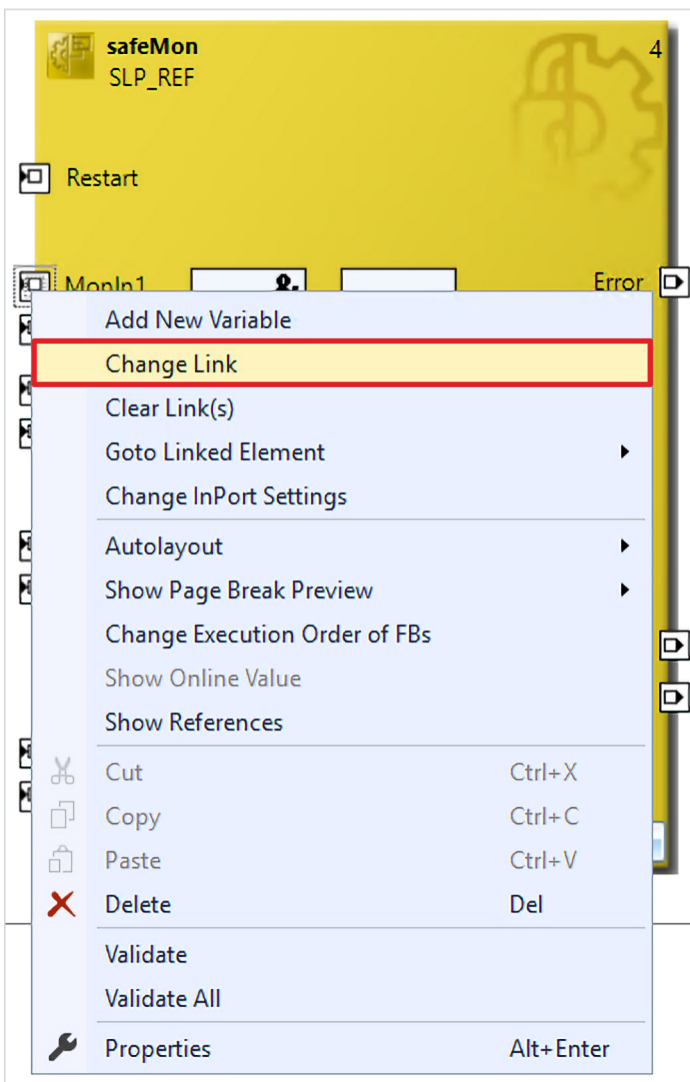 safeMon 4
SLP_REF
Restart
MonIn1 Error
Add New Variable
Change Link
Clear Link(s)
Goto Linked Element
Change InPort Settings
Autolayout
Show Page Break Preview
Change Execution Order of FBs
Show Online Value
Show References
Cut Ctrl+X
Copy Ctrl+C
Paste Ctrl+V
Delete Del
Validate
Validate All
Properties Alt+Enter